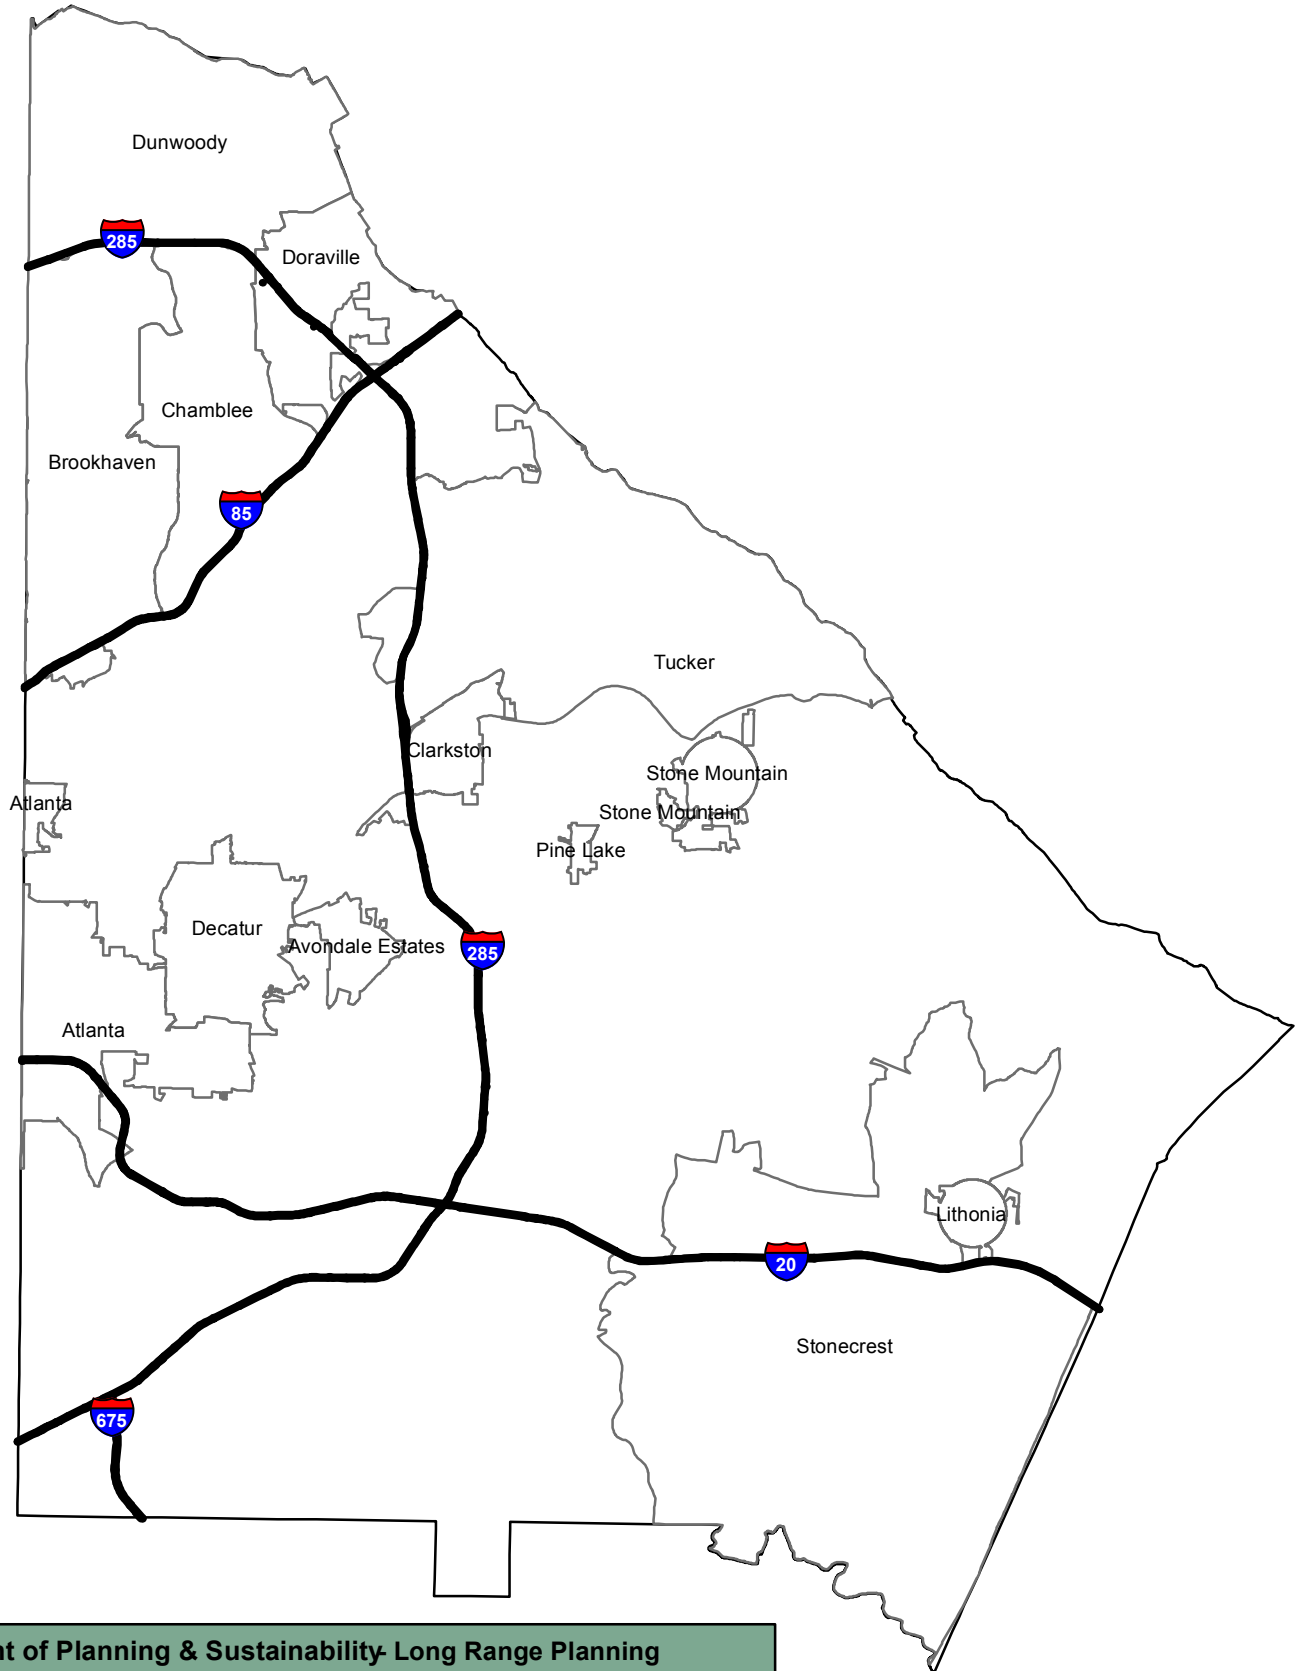 Dunwoody
285
Doraville
Chamblee
Brookhaven
85
Tucker
Clarkston
Stone Mountain
Atlanta
Stone Mountain
Pine Lake
Decatur
Avondale Estates
285
Atlanta
Lithonia
20
Stonecrest
675
of Planning & Sustainability- Long Range Planning